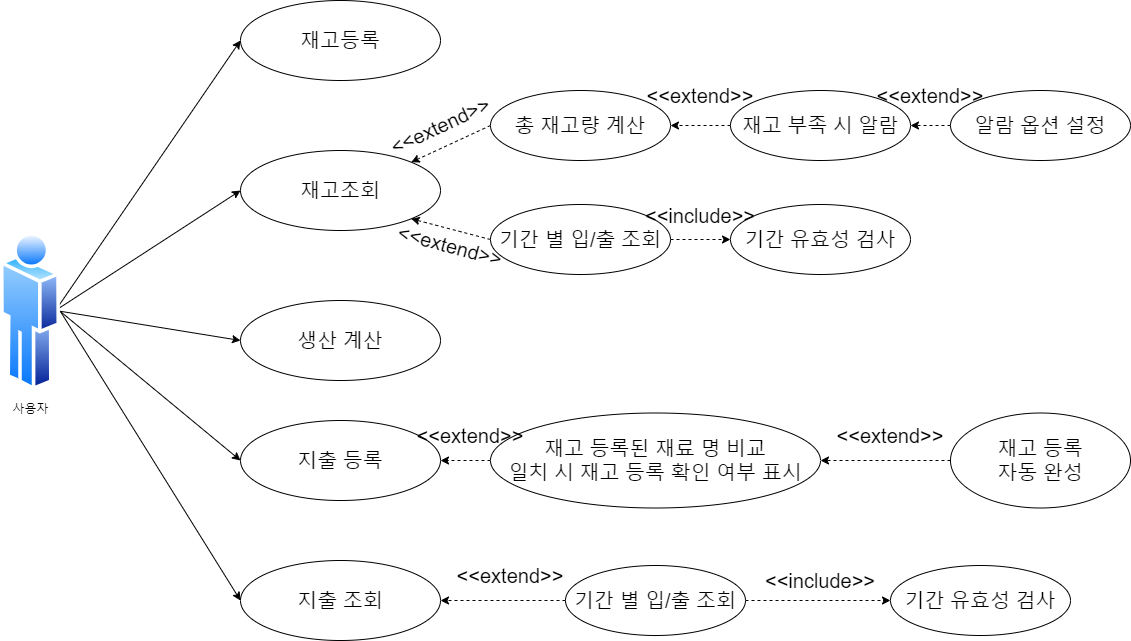 재고등록
<<extend>>
총 재고량 계산
<<extend>>
재고 부족 시 알람
<<extend>>
알람 옵션 설정
재고조회
<<extend>>
기간 별 입/출 조회
<<include>>
기간 유효성 검사
생산 계산
사용자
지출 등록
<<extend>>
재고 등록된 재료 명 비교
일치 시 재고 등록 확인 여부 표시
<<extend>>
재고 등록
자동 완성
지출 조회
<<extend>>
기간 별 입/출 조회
<<include>>
기간 유효성 검사